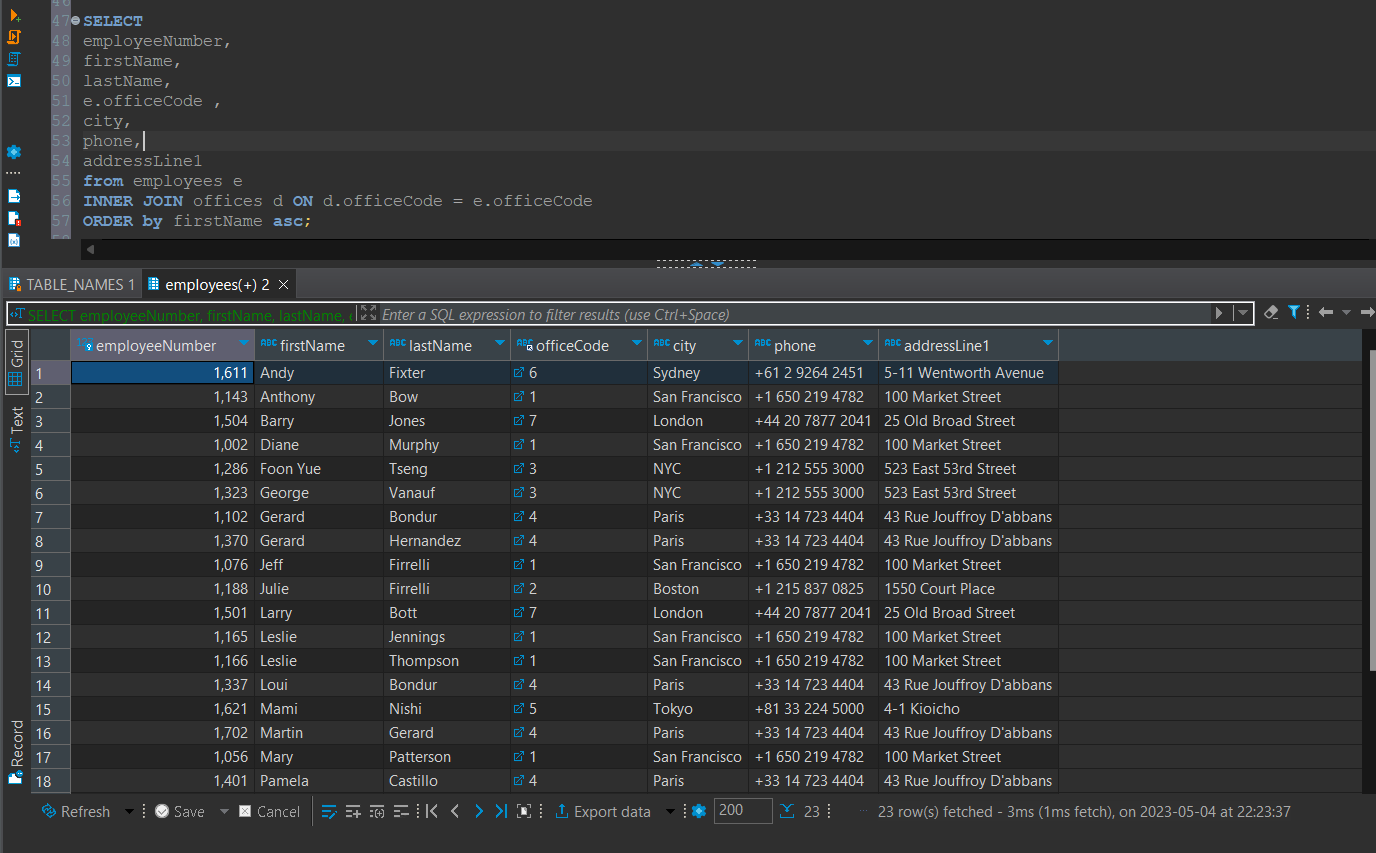 46
47 SELECT
48 employeeNumber,
49 firstName,
50 lastName,
51 e.officeCode ,
52 city,
53 phone,
54 addressLine1
55 from employees e
56 INNER JOIN offices d ON d.officeCode = e.officeCode
57 ORDER by firstName asc;
TABLE_NAMES 1 employees(+) 2
SELECT employeeNumber, firstName, lastName, Enter a SQL expression to filter results (use Ctrl+Space)
Grid
Text
Record
employeeNumber ABC firstName ABC lastName ABC officeCode ABC city ABC phone ABC addressLine1
1 1,611 Andy Fixter 6 Sydney +61 2 9264 2451 5-11 Wentworth Avenue
2 1,143 Anthony Bow 1 San Francisco +1 650 219 4782 100 Market Street
3 1,504 Barry Jones 7 London +44 20 7877 2041 25 Old Broad Street
4 1,002 Diane Murphy 1 San Francisco +1 650 219 4782 100 Market Street
5 1,286 Foon Yue Tseng 3 NYC +1 212 555 3000 523 East 53rd Street
6 1,323 George Vanauf 3 NYC +1 212 555 3000 523 East 53rd Street
7 1,102 Gerard Bondur 4 Paris +33 14 723 4404 43 Rue Jouffroy D'abbans
8 1,370 Gerard Hernandez 4 Paris +33 14 723 4404 43 Rue Jouffroy D'abbans
9 1,076 Jeff Firrelli 1 San Francisco +1 650 219 4782 100 Market Street
10 1,188 Julie Firrelli 2 Boston +1 215 837 0825 1550 Court Place
11 1,501 Larry Bott 7 London +44 20 7877 2041 25 Old Broad Street
12 1,165 Leslie Jennings 1 San Francisco +1 650 219 4782 100 Market Street
13 1,166 Leslie Thompson 1 San Francisco +1 650 219 4782 100 Market Street
14 1,337 Loui Bondur 4 Paris +33 14 723 4404 43 Rue Jouffroy D'abbans
15 1,621 Mami Nishi 5 Tokyo +81 33 224 5000 4-1 Kioicho
16 1,702 Martin Gerard 4 Paris +33 14 723 4404 43 Rue Jouffroy D'abbans
17 1,056 Mary Patterson 1 San Francisco +1 650 219 4782 100 Market Street
18 1,401 Pamela Castillo 4 Paris +33 14 723 4404 43 Rue Jouffroy D'abbans
Refresh Save Cancel Export data 200 23 23 row(s) fetched - 3ms (1ms fetch), on 2023-05-04 at 22:23:37